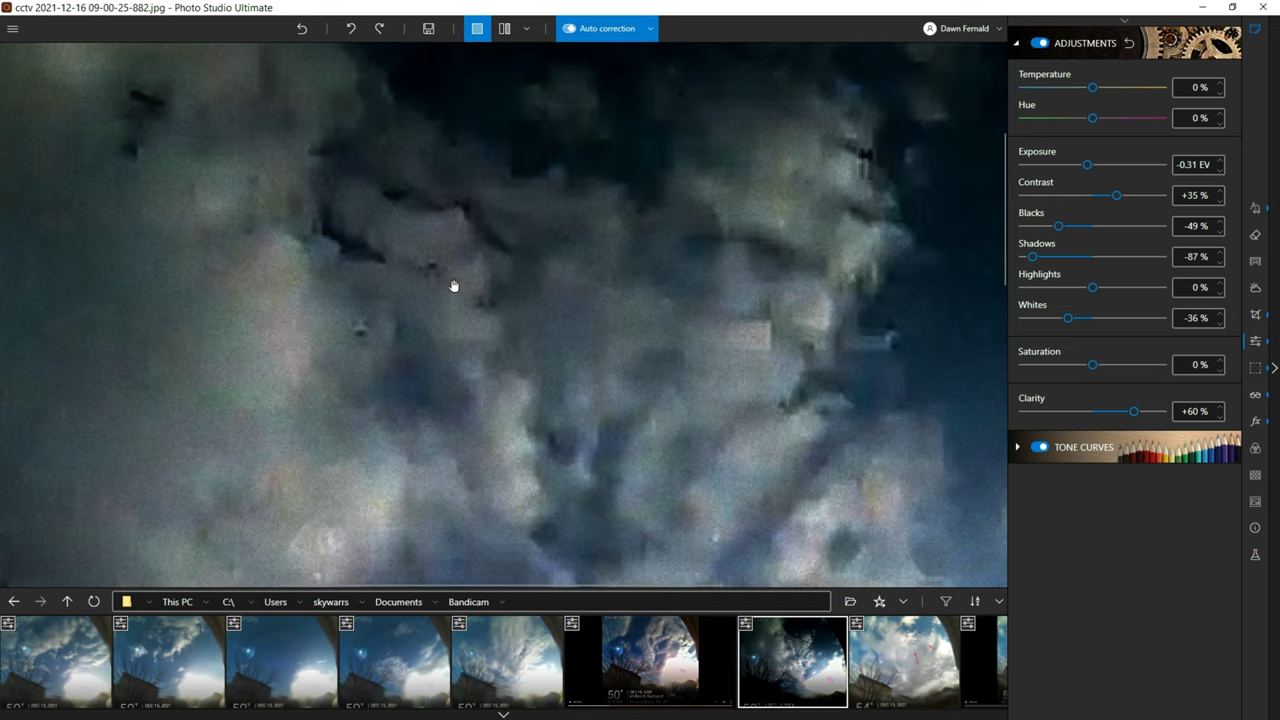 cctv 2021-12-16 09-00-25-882.jpg - Photo Studio Ultimate
Auto correction
Dawn Fernald
ADJUSTMENTS
Temperature
0 %
Hue
0 %
Exposure
-0.31 EV
Contrast
+35 %
Blacks
-49 %
Shadows
-87 %
Highlights
0 %
Whites
-36 %
Saturation
0 %
Clarity
+60 %
TONE CURVES
This PC
C:\
Users
skywarrs
Documents
Bandicam